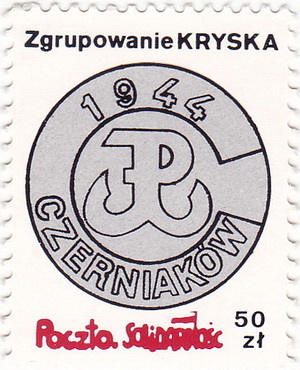 Zgrupowanie KRYSKA
1944
CZERNIAKÓW
Poczta Solidarność 50
zł